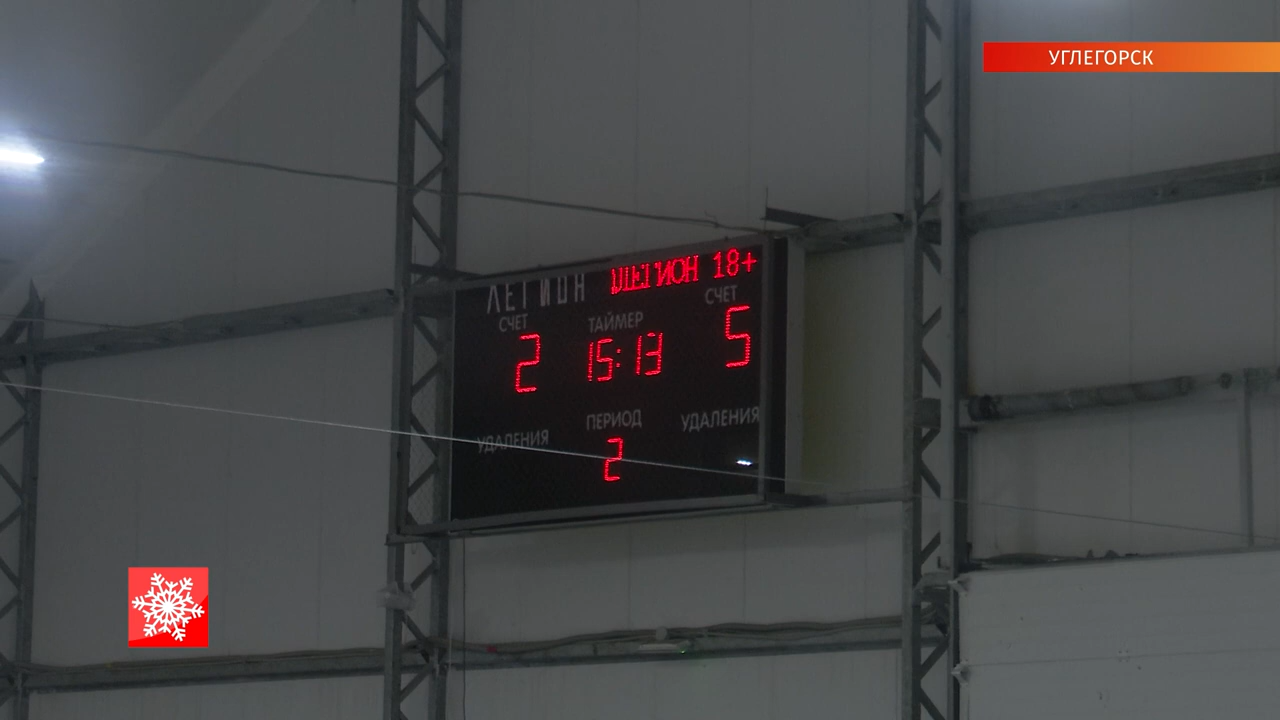 УГЛЕГОРСК
ЛЕГИОН 18+
ЛЕГИОН
СЧЕТ ТАЙМЕР СЧЕТ
2 15:13 5
УДАЛЕНИЯ ПЕРИОД УДАЛЕНИЯ
2